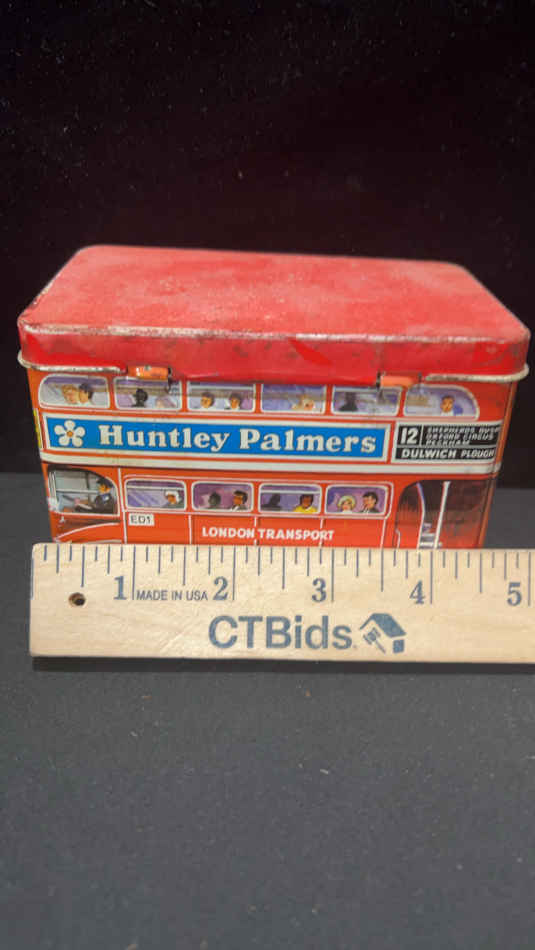 Huntley Palmers
12
SHEPHERDS BUSH
OXFORD CIRCUS
PECKHAM
DULWICH PLOUGH
ED1
LONDON TRANSPORT
1 MADE IN USA 2 3 4 5
CTBids